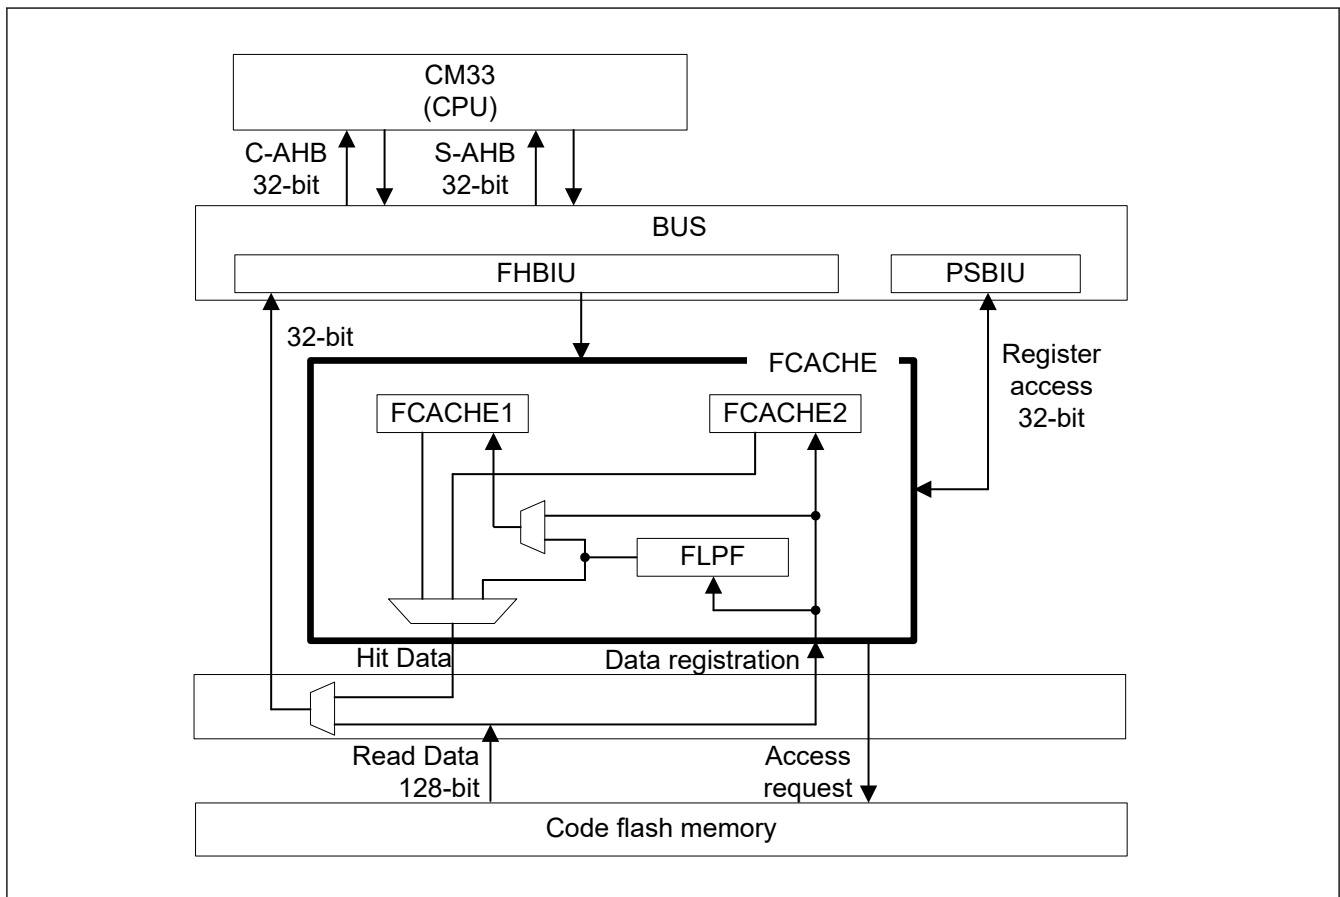 CM33
(CPU)
C-AHB
32-bit
S-AHB
32-bit
BUS
FHBIU
PSBIU
32-bit
Register
access
32-bit
FCACHE
FCACHE1
FCACHE2
FLPF
Hit Data
Data registration
Read Data
128-bit
Access
request
Code flash memory